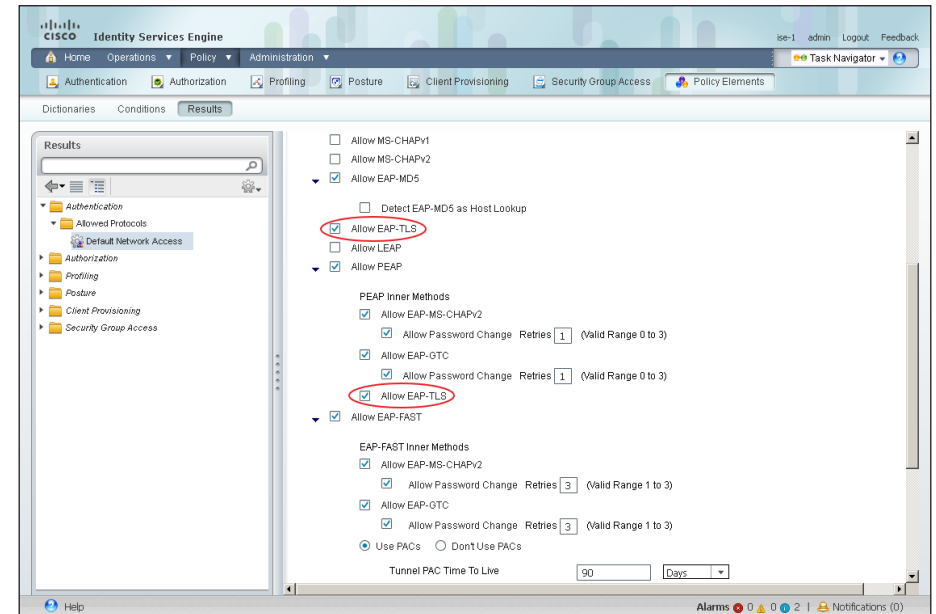 CISCO Identity Services Engine
ise-1 admin Logout Feedback
Home Operations Policy Administration
Task Navigator
Authentication Authorization Profiling Posture Client Provisioning Security Group Access Policy Elements
Dictionaries Conditions Results
Results
Authentication
Allowed Protocols
Default Network Access
Authorization
Profiling
Posture
Client Provisioning
Security Group Access
Allow MS-CHAPv1
Allow MS-CHAPv2
Allow EAP-MD5
Detect EAP-MD5 as Host Lookup
Allow EAP-TLS
Allow LEAP
Allow PEAP
PEAP Inner Methods
Allow EAP-MS-CHAPv2
Allow Password Change Retries 1 (Valid Range 0 to 3)
Allow EAP-GTC
Allow Password Change Retries 1 (Valid Range 0 to 3)
Allow EAP-TLS
Allow EAP-FAST
EAP-FAST Inner Methods
Allow EAP-MS-CHAPv2
Allow Password Change Retries 3 (Valid Range 1 to 3)
Allow EAP-GTC
Allow Password Change Retries 3 (Valid Range 1 to 3)
Use PACs Don't Use PACs
Tunnel PAC Time To Live 90 Days
Help
Alarms 0 0 2 | Notifications (0)